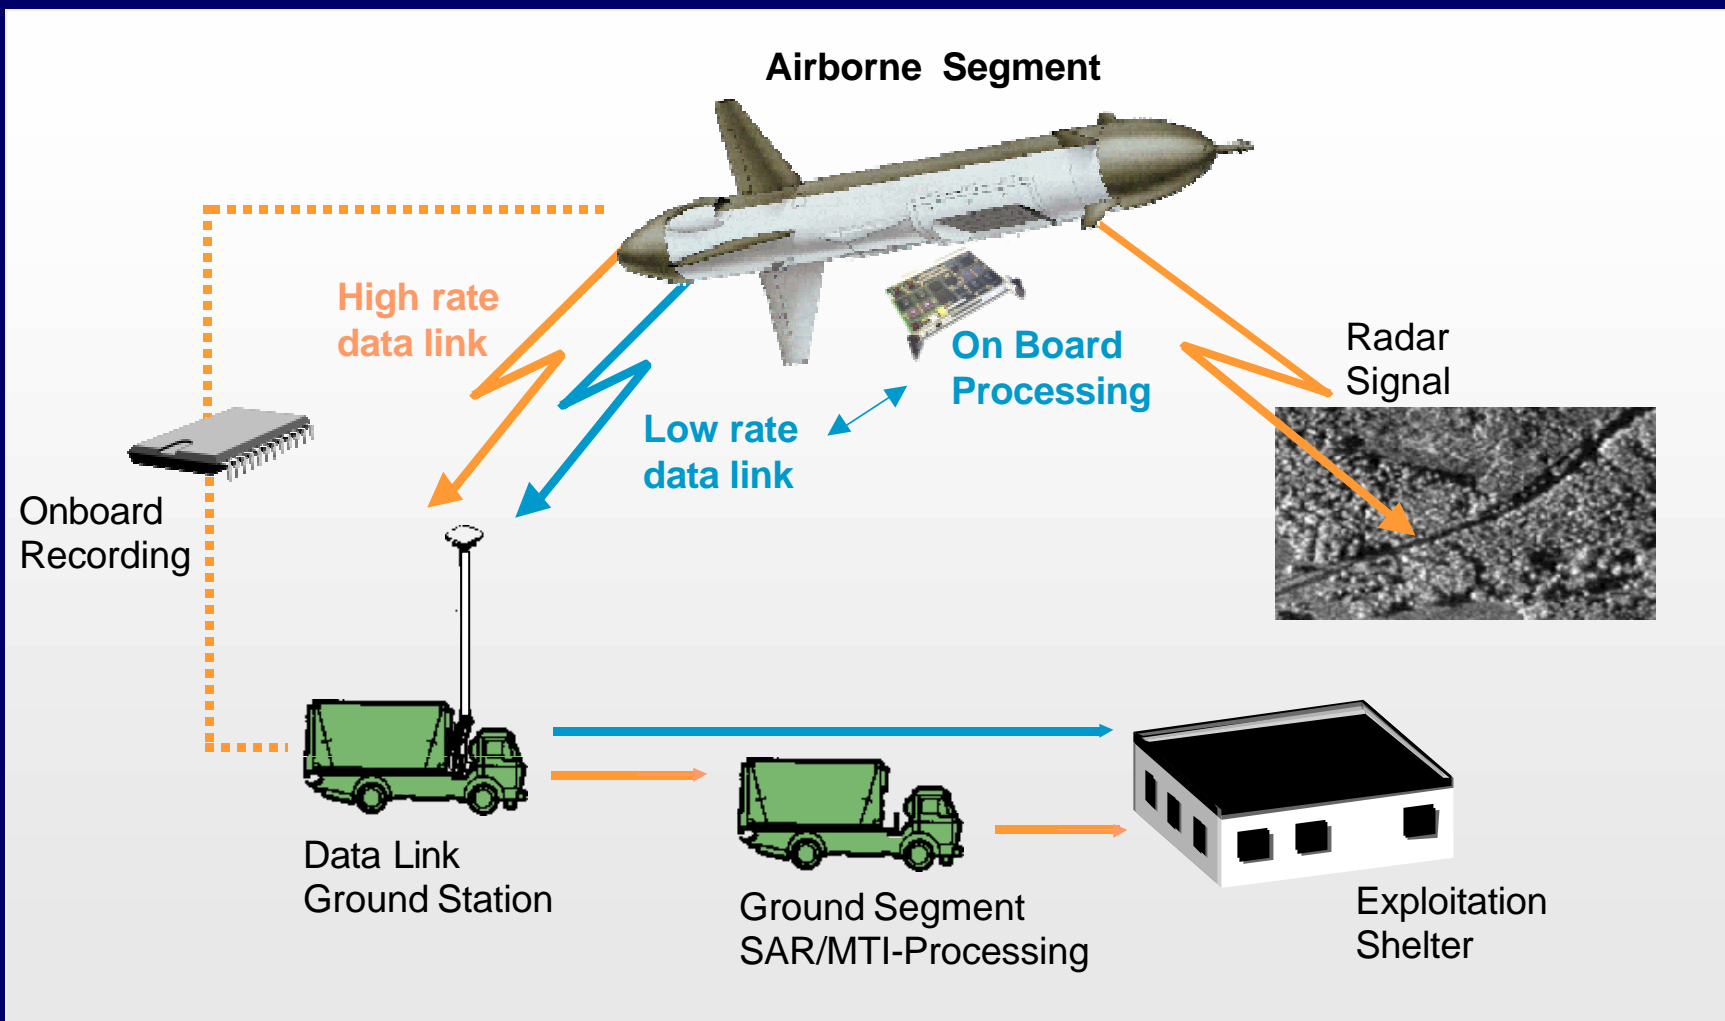 Airborne Segment
High rate
data link
On Board
Processing
Radar
Signal
Low rate
data link
Onboard
Recording
Data Link
Ground Station
Ground Segment
SAR/MTI-Processing
Exploitation
Shelter